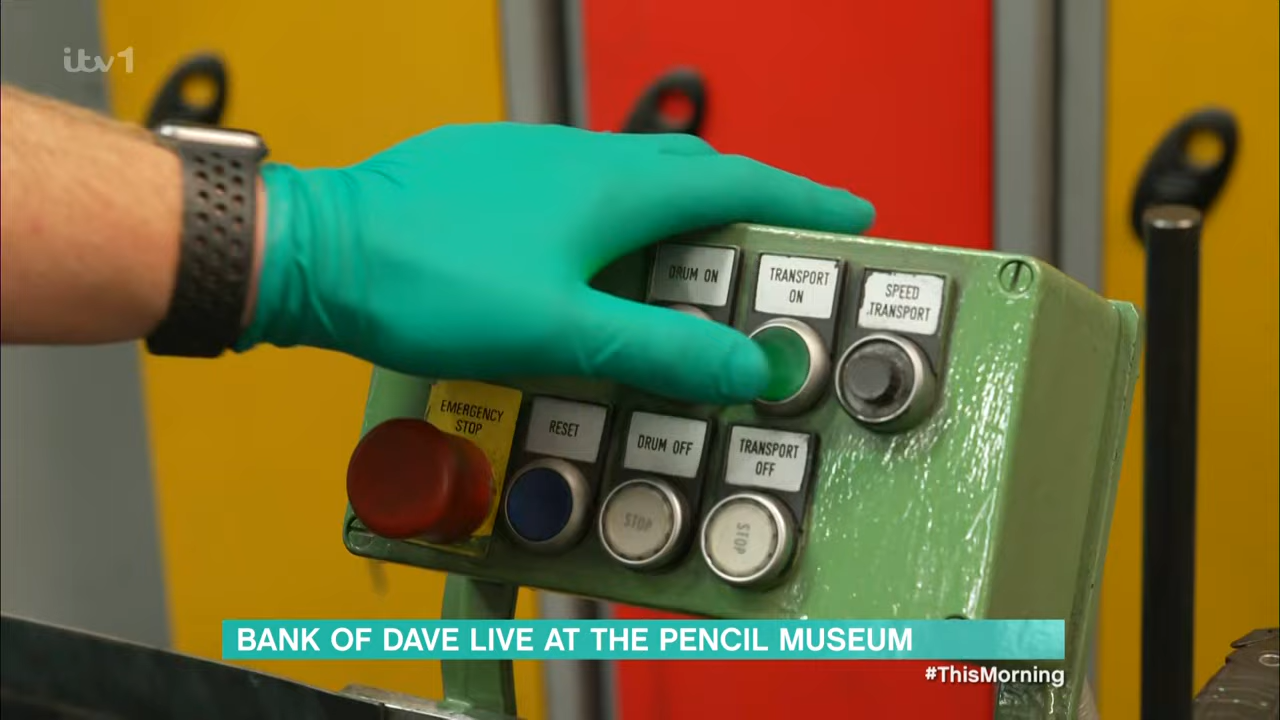 itv1
DRUM ON
TRANSPORT
ON
SPEED
TRANSPORT
EMERGENCY
STOP
RESET
DRUM OFF
TRANSPORT
OFF
STOP
STOP
BANK OF DAVE LIVE AT THE PENCIL MUSEUM
#ThisMorning